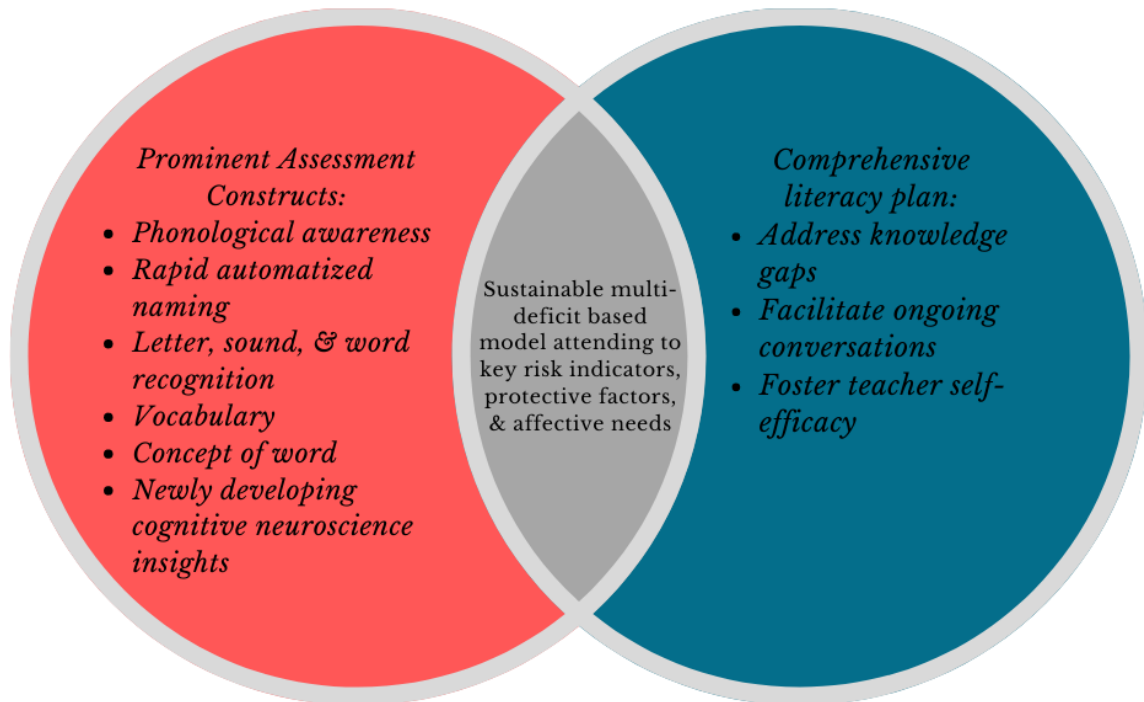 Prominent Assessment
Constructs:
• Phonological awareness
• Rapid automatized
naming
• Letter, sound, & word
recognition
• Vocabulary
• Concept of word
• Newly developing
cognitive neuroscience
insights
Sustainable multi-
deficit based
model attending to
key risk indicators,
protective factors,
& affective needs
Comprehensive
literacy plan:
• Address knowledge
gaps
• Facilitate ongoing
conversations
• Foster teacher self-
efficacy